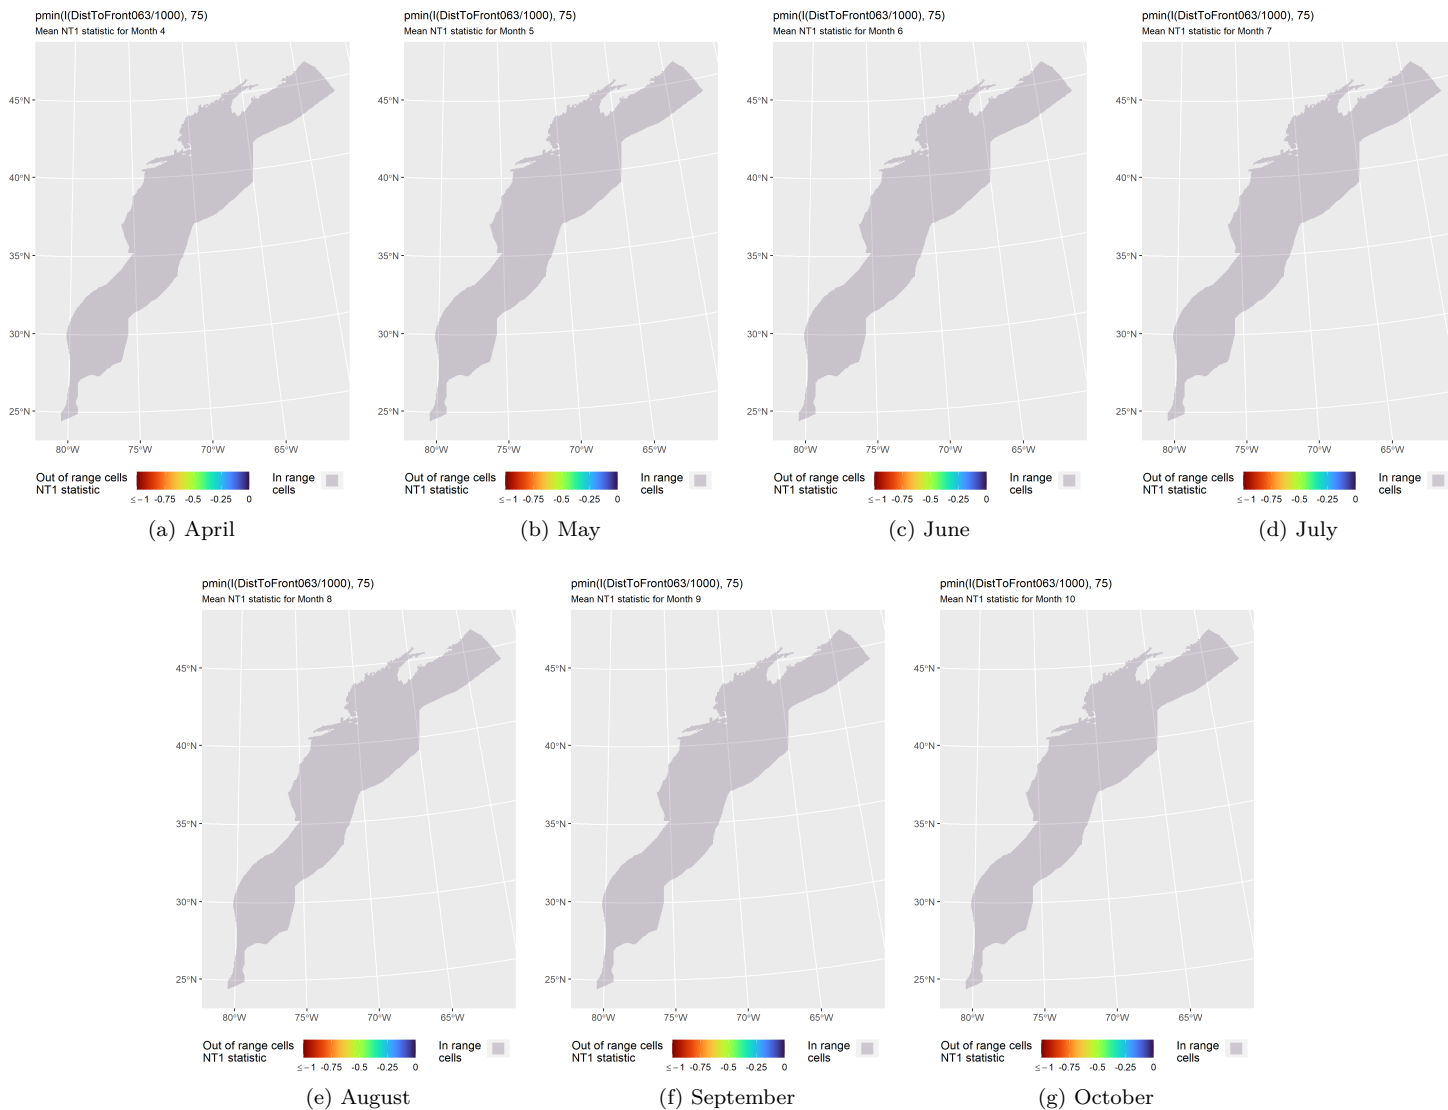 pmin(I(DistToFront063/1000), 75)
Mean NT1 statistic for Month 4
45°N
40°N
35°N
30°N
25°N
80°W 75°W 70°W 65°W
Out of range cells
NT1 statistic
≤ − 1 -0.75 -0.5 -0.25 0
In range
cells
(a) April
pmin(I(DistToFront063/1000), 75)
Mean NT1 statistic for Month 5
45°N
40°N
35°N
30°N
25°N
80°W 75°W 70°W 65°W
Out of range cells
NT1 statistic
≤ − 1 -0.75 -0.5 -0.25 0
In range
cells
(b) May
pmin(I(DistToFront063/1000), 75)
Mean NT1 statistic for Month 6
45°N
40°N
35°N
30°N
25°N
80°W 75°W 70°W 65°W
Out of range cells
NT1 statistic
≤ − 1 -0.75 -0.5 -0.25 0
In range
cells
(c) June
pmin(I(DistToFront063/1000), 75)
Mean NT1 statistic for Month 7
45°N
40°N
35°N
30°N
25°N
80°W 75°W 70°W 65°W
Out of range cells
NT1 statistic
≤ − 1 -0.75 -0.5 -0.25 0
In range
cells
(d) July
pmin(I(DistToFront063/1000), 75)
Mean NT1 statistic for Month 8
45°N
40°N
35°N
30°N
25°N
80°W 75°W 70°W 65°W
Out of range cells
NT1 statistic
≤ − 1 -0.75 -0.5 -0.25 0
In range
cells
(e) August
pmin(I(DistToFront063/1000), 75)
Mean NT1 statistic for Month 9
45°N
40°N
35°N
30°N
25°N
80°W 75°W 70°W 65°W
Out of range cells
NT1 statistic
≤ − 1 -0.75 -0.5 -0.25 0
In range
cells
(f) September
pmin(I(DistToFront063/1000), 75)
Mean NT1 statistic for Month 10
45°N
40°N
35°N
30°N
25°N
80°W 75°W 70°W 65°W
Out of range cells
NT1 statistic
≤ − 1 -0.75 -0.5 -0.25 0
In range
cells
(g) October